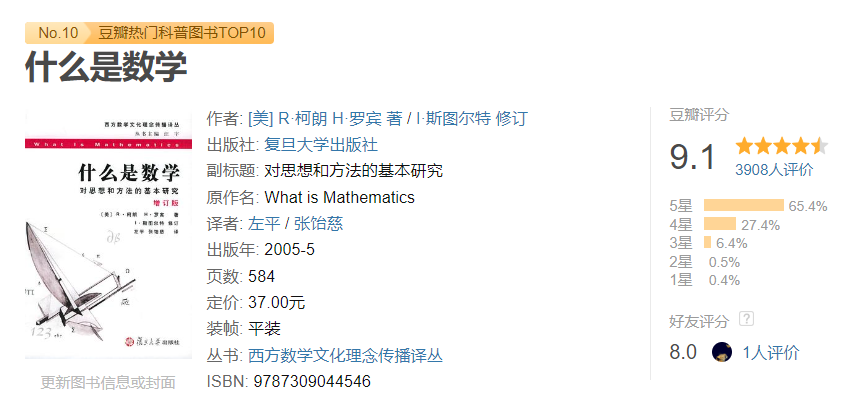 No.10 豆瓣热门科普图书TOP10
什么是数学
西方数学文化理念传播译丛
丛书主编 汪 宇
What Is Mathematics
什么是数学
对思想和方法的基本研究
增订版
[美] R·柯朗 H·罗宾 著
I·斯图尔特 修订
左平 张饴慈 译
复旦大学出版社
更新图书信息或封面
作者: [美] R·柯朗 H·罗宾 著 / I·斯图尔特 修订
出版社: 复旦大学出版社
副标题: 对思想和方法的基本研究
原作名: What is Mathematics
译者: 左平 / 张饴慈
出版年: 2005-5
页数: 584
定价: 37.00元
装帧: 平装
丛书: 西方数学文化理念传播译丛
ISBN: 9787309044546
豆瓣评分
9.1
3908人评价
5星 65.4%
4星 27.4%
3星 6.4%
2星 0.5%
1星 0.4%
好友评分 ?
8.0 1人评价